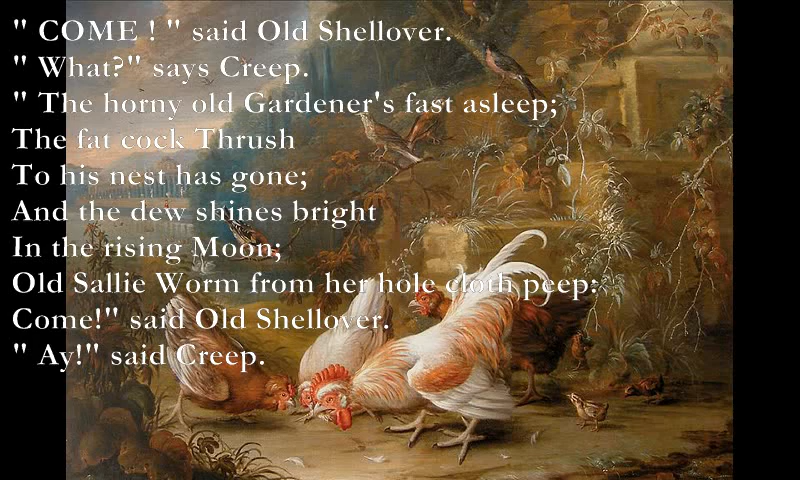 " COME ! " said Old Shellover.
" What?" says Creep.
" The horny old Gardener's fast asleep;
The fat cock Thrush
To his nest has gone;
And the dew shines bright
In the rising Moon;
Old Sallie Worm from her hole cloth peep:
Come!" said Old Shellover.
" Ay!" said Creep.